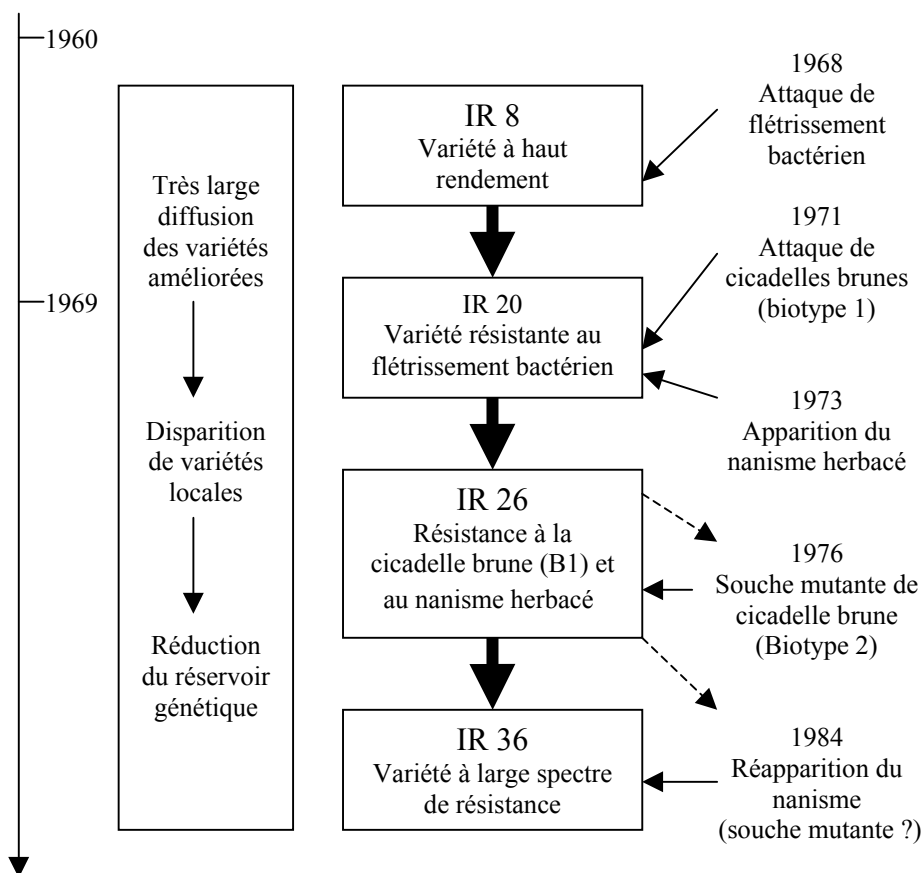 1960
1969
Très large
diffusion
des variétés
améliorées
Disparition
de variétés
locales
Réduction
du réservoir
génétique
IR 8
Variété à haut
rendement
IR 20
Variété résistante au
flétrissement bactérien
IR 26
Résistance à la
cicadelle brune (B1) et
au nanisme herbacé
IR 36
Variété à large spectre
de résistance
1968
Attaque de
flétrissement
bactérien
1971
Attaque de
cicadelles brunes
(biotype 1)
1973
Apparition du
nanisme herbacé
1976
Souche mutante de
cicadelle brune
(Biotype 2)
1984
Réapparition du
nanisme
(souche mutante ?)